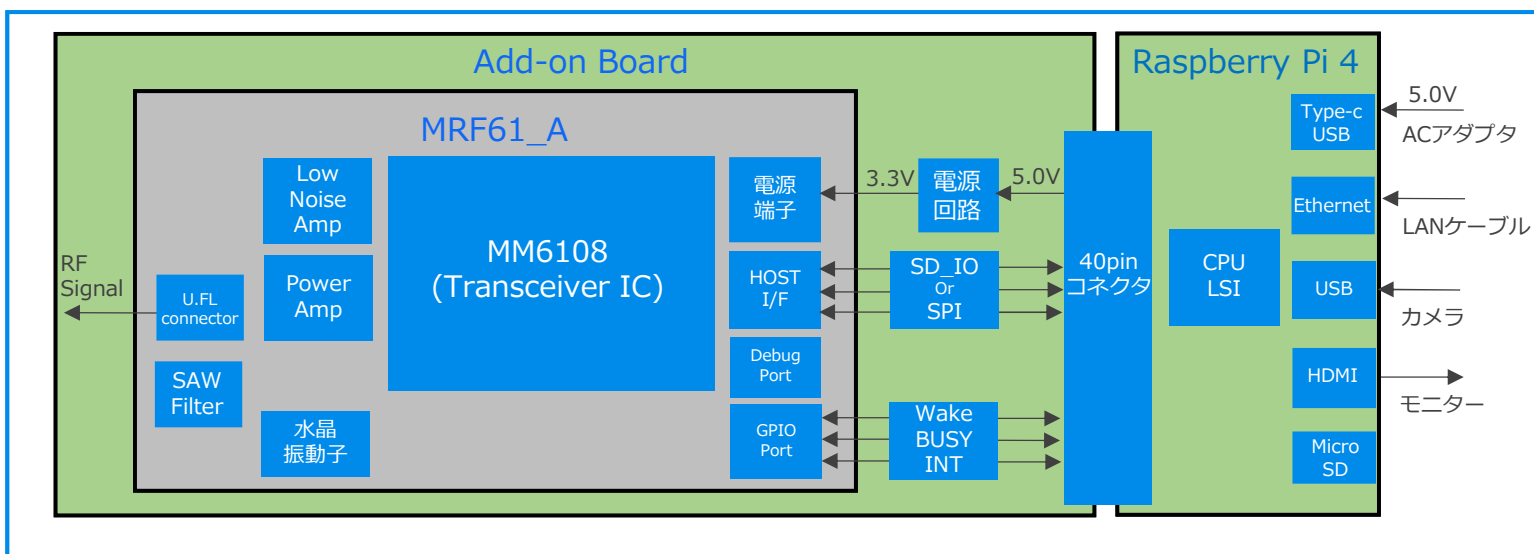 Add-on Board
Raspberry Pi 4
MRF61_A
Low
Noise
Amp
Power
Amp
RF
Signal
U.FL
connector
SAW
Filter
水晶
振動子
MM6108
(Transceiver IC)
電源
端子
HOST
I/F
Debug
Port
GPIO
Port
3.3V
電源
回路
5.0V
SD_IO
Or
SPI
Wake
BUSY
INT
40pin
コネクタ
CPU
LSI
Type-c
USB
Ethernet
USB
HDMI
Micro
SD
5.0V
ACアダプタ
LANケーブル
カメラ
モニター